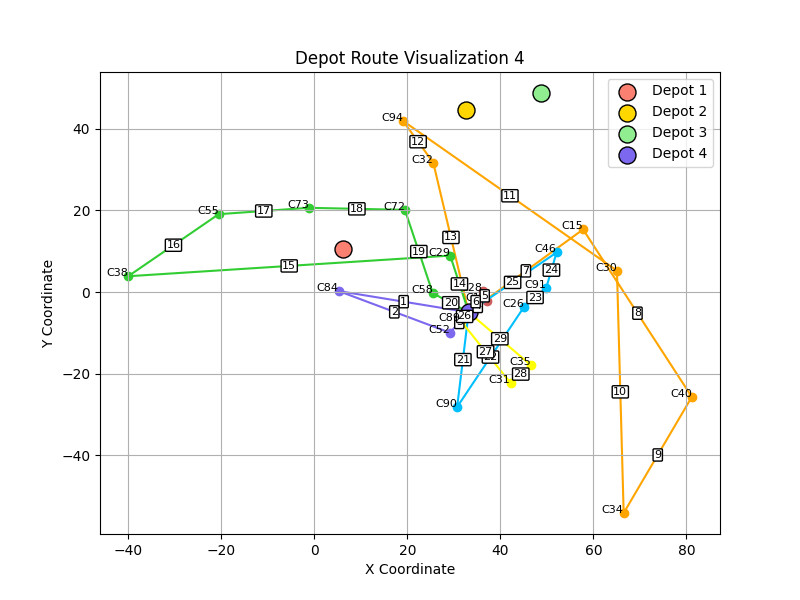 Depot Route Visualization 4
Depot 1
Depot 2
Depot 3
Depot 4
C94
12
C32
11
C55
17
C73
18
C72
C15
16
13
19
C29
C46
C38
15
7
24
C30
C84
14
25
C91
C58
28
5
23
1
20
6
C26
2
26
8
C52
29
21
27
C35
28
C31
10
C40
C90
9
C34
40
20
0
−20
−40
−40
−20
0
20
40
60
80
Y Coordinate
X Coordinate